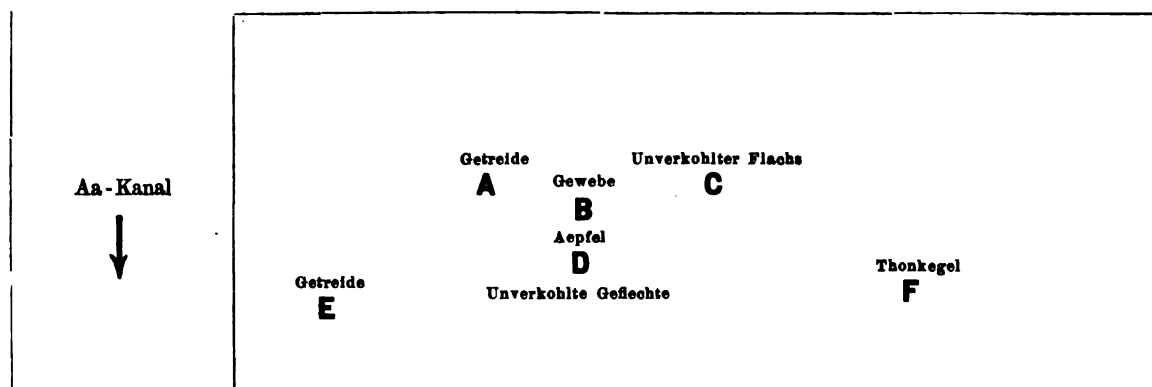 Getreide
A
Unverkohlter Flachs
C
Aa-Kanal
Gewebe
B
Aepfel
D
Unverkohlte Geflechte
Getreide
E
Thonkegel
F